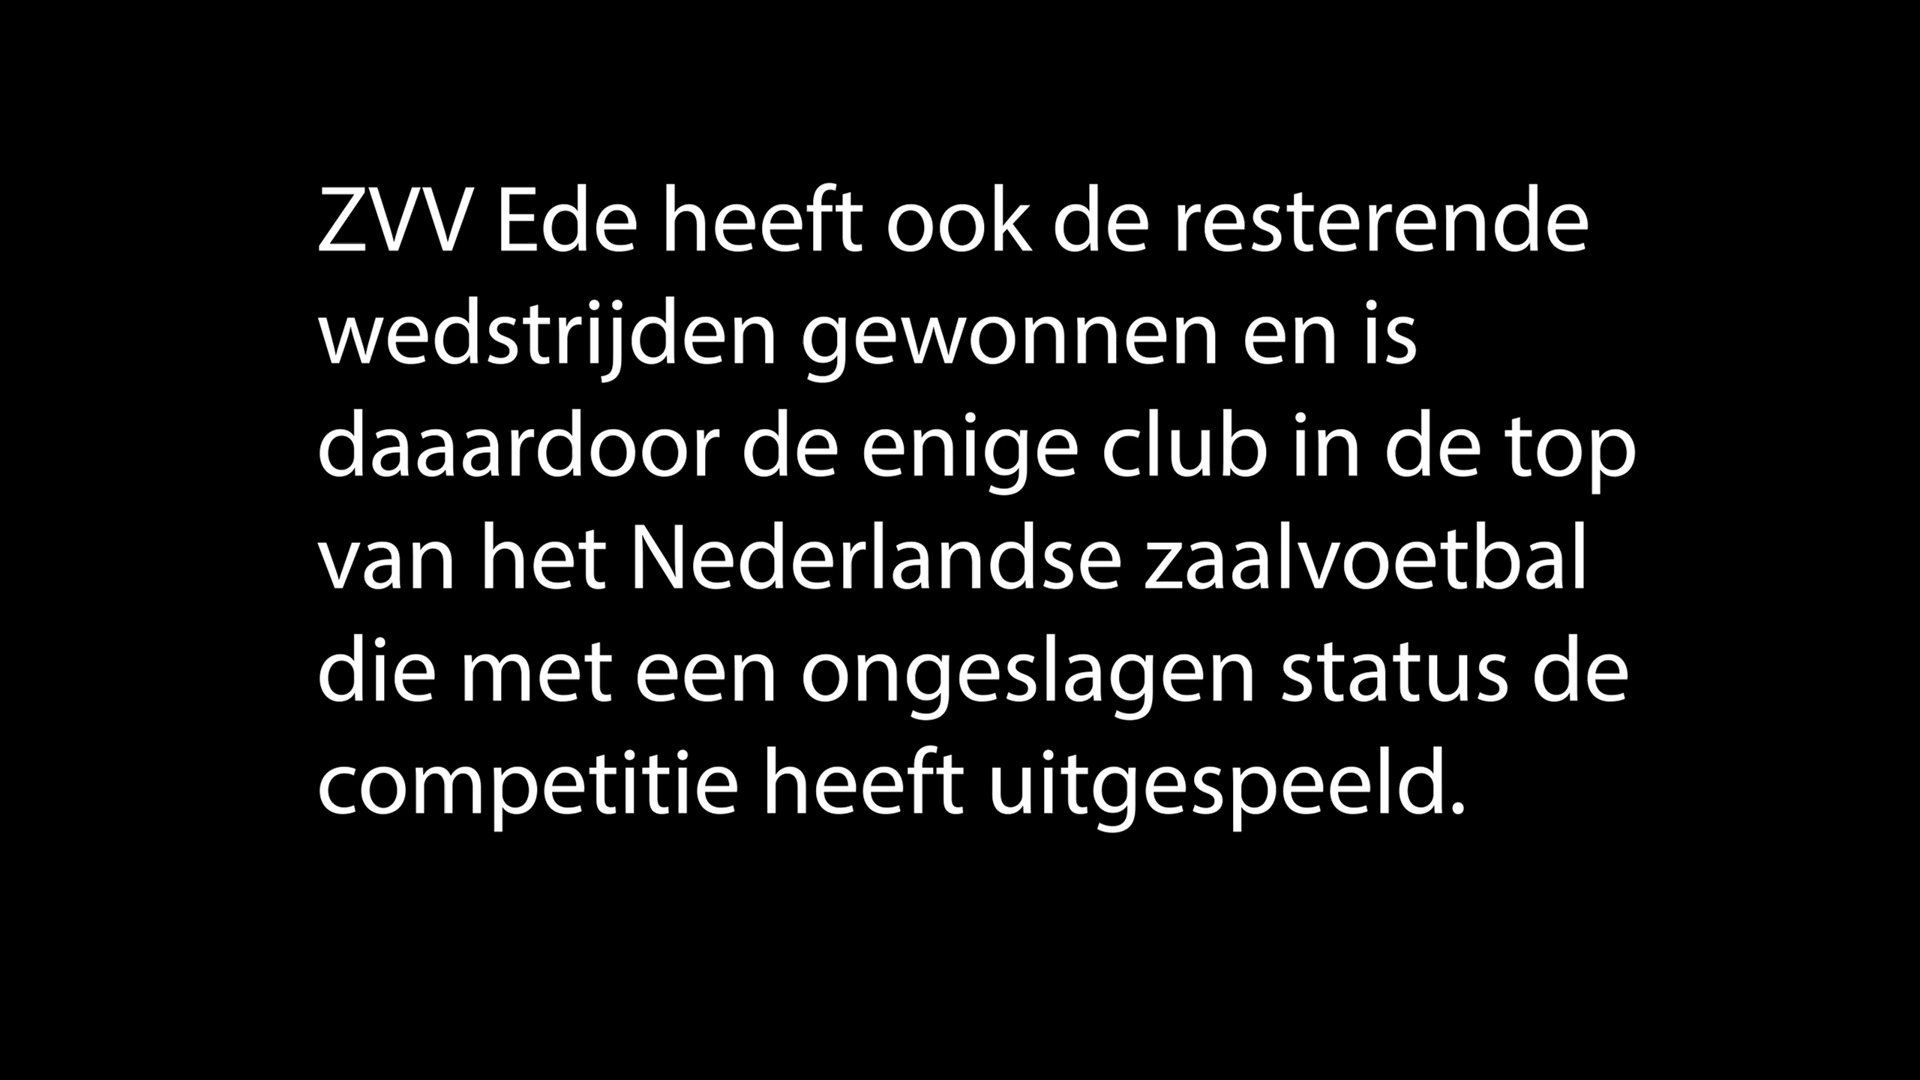 ZVV Ede heeft ook de resterende
wedstrijden gewonnen en is
daaardoor de enige club in de top
van het Nederlandse zaalvoetbal
die met een ongeslagen status de
competitie heeft uitgespeeld.